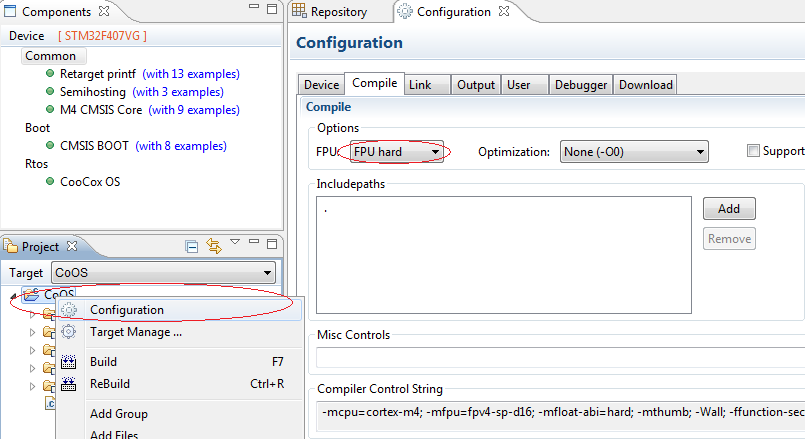 Components
Device [ STM32F407VG ]
Common
Retarget printf (with 13 examples)
Semihosting (with 3 examples)
M4 CMSIS Core (with 9 examples)
Boot
CMSIS BOOT (with 8 examples)
Rtos
CooCox OS
Project
Target CoOS
CoOS
Configuration
Target Manage ...
Build F7
ReBuild Ctrl+R
Add Group
Add Files
Repository Configuration
Configuration
Device Compile Link Output User Debugger Download
Compile
Options
FPU: FPU hard Optimization: None (-O0) Support
Includepaths
.
Add
Remove
Misc Controls
Compiler Control String
-mcpu=cortex-m4; -mfpu=fpv4-sp-d16; -mfloat-abi=hard; -mthumb; -Wall; -ffunction-sec